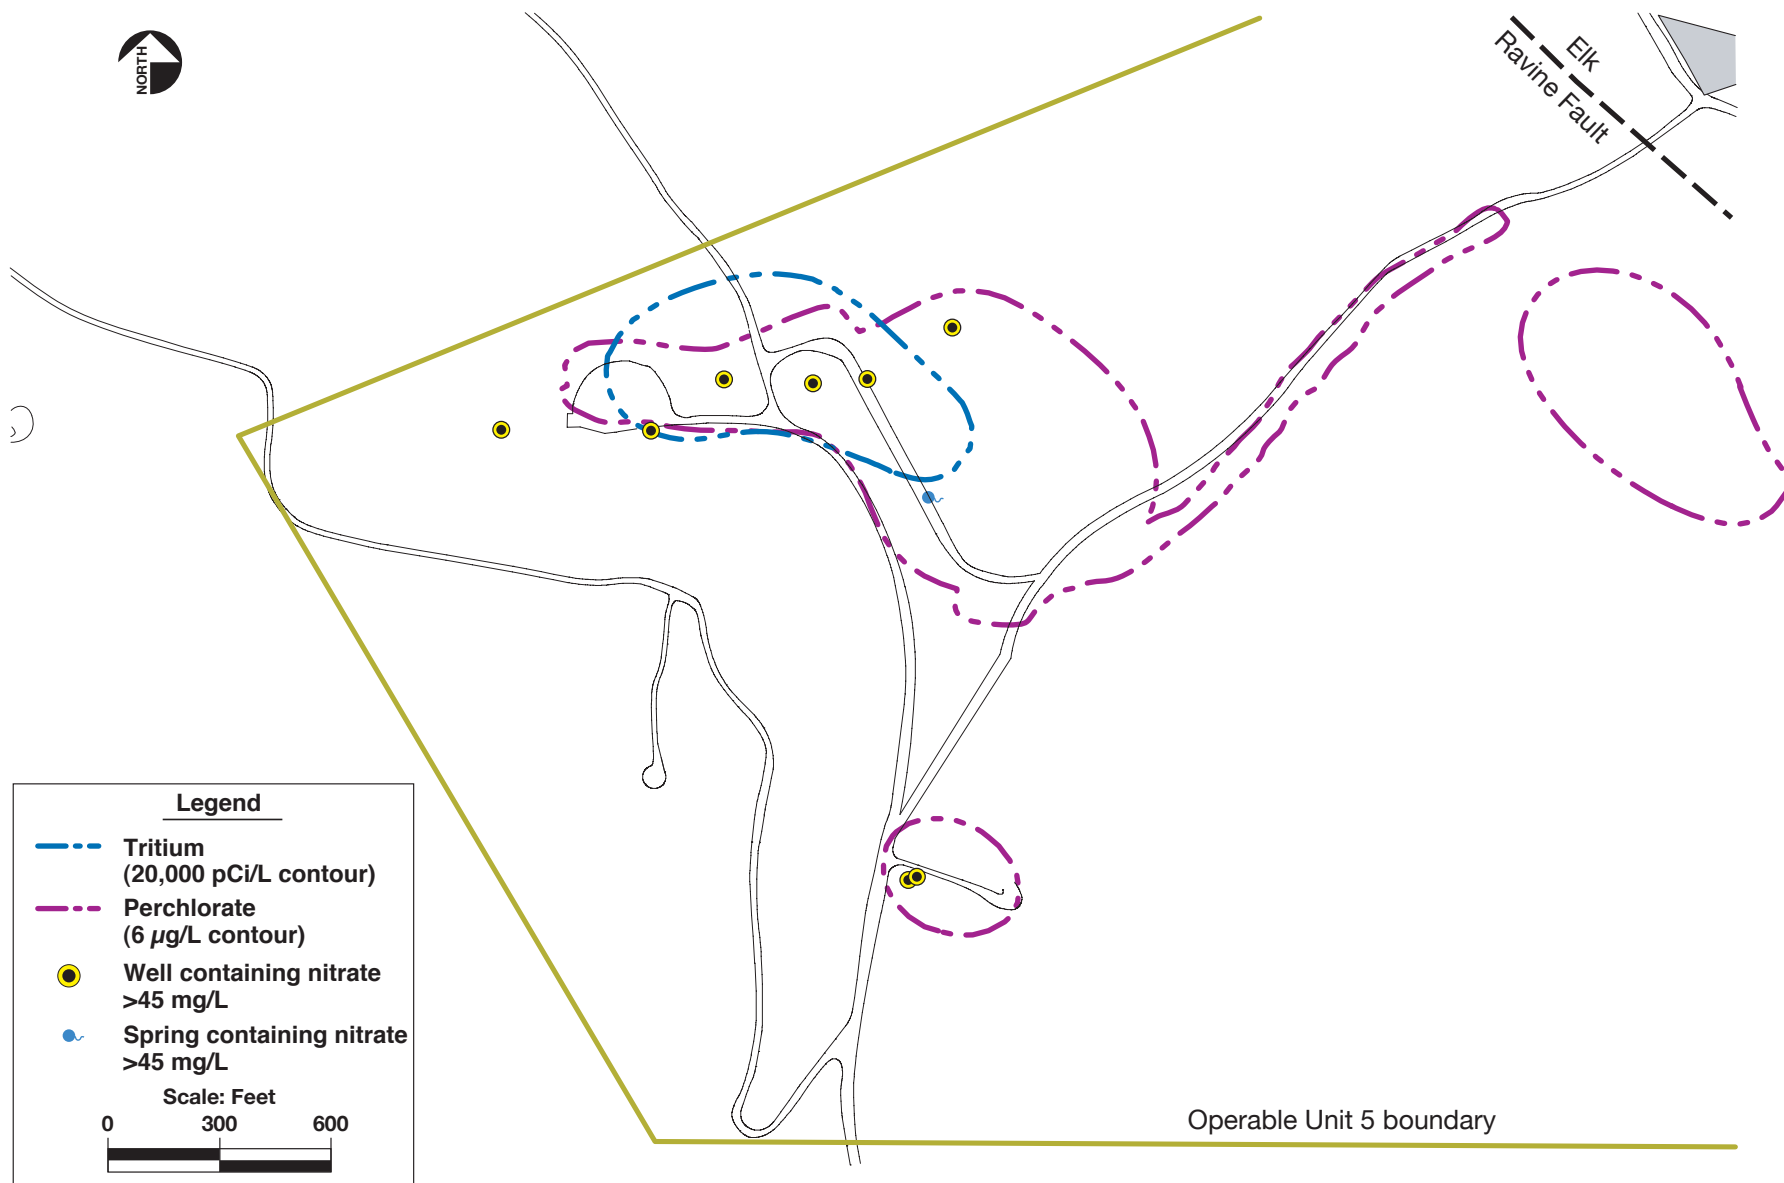 NORTH
Elk
Ravine Fault
Legend
Tritium
(20,000 pCi/L contour)
Perchlorate
(6 µg/L contour)
Well containing nitrate
>45 mg/L
Spring containing nitrate
>45 mg/L
Scale: Feet
0 300 600
Operable Unit 5 boundary